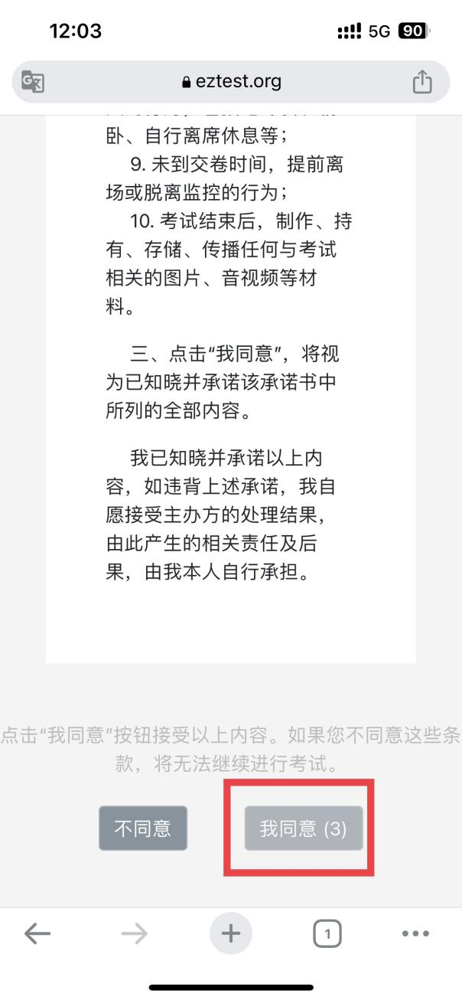 12:03
5G
90
eztest.org
卧、自行离席休息等；
9. 未到交卷时间，提前离
场或脱离监控的行为；
10. 考试结束后，制作、持
有、存储、传播任何与考试
相关的图片、音视频等材
料。
三、点击“我同意”，将视
为已知晓并承诺该承诺书中
所列的全部内容。
我已知晓并承诺以上内
容，如违背上述承诺，我自
愿接受主办方的处理结果，
由此产生的相关责任及后
果，由我本人自行承担。
点击“我同意”按钮接受以上内容。如果您不同意这些条
款，将无法继续进行考试。
不同意
我同意 (3)
1